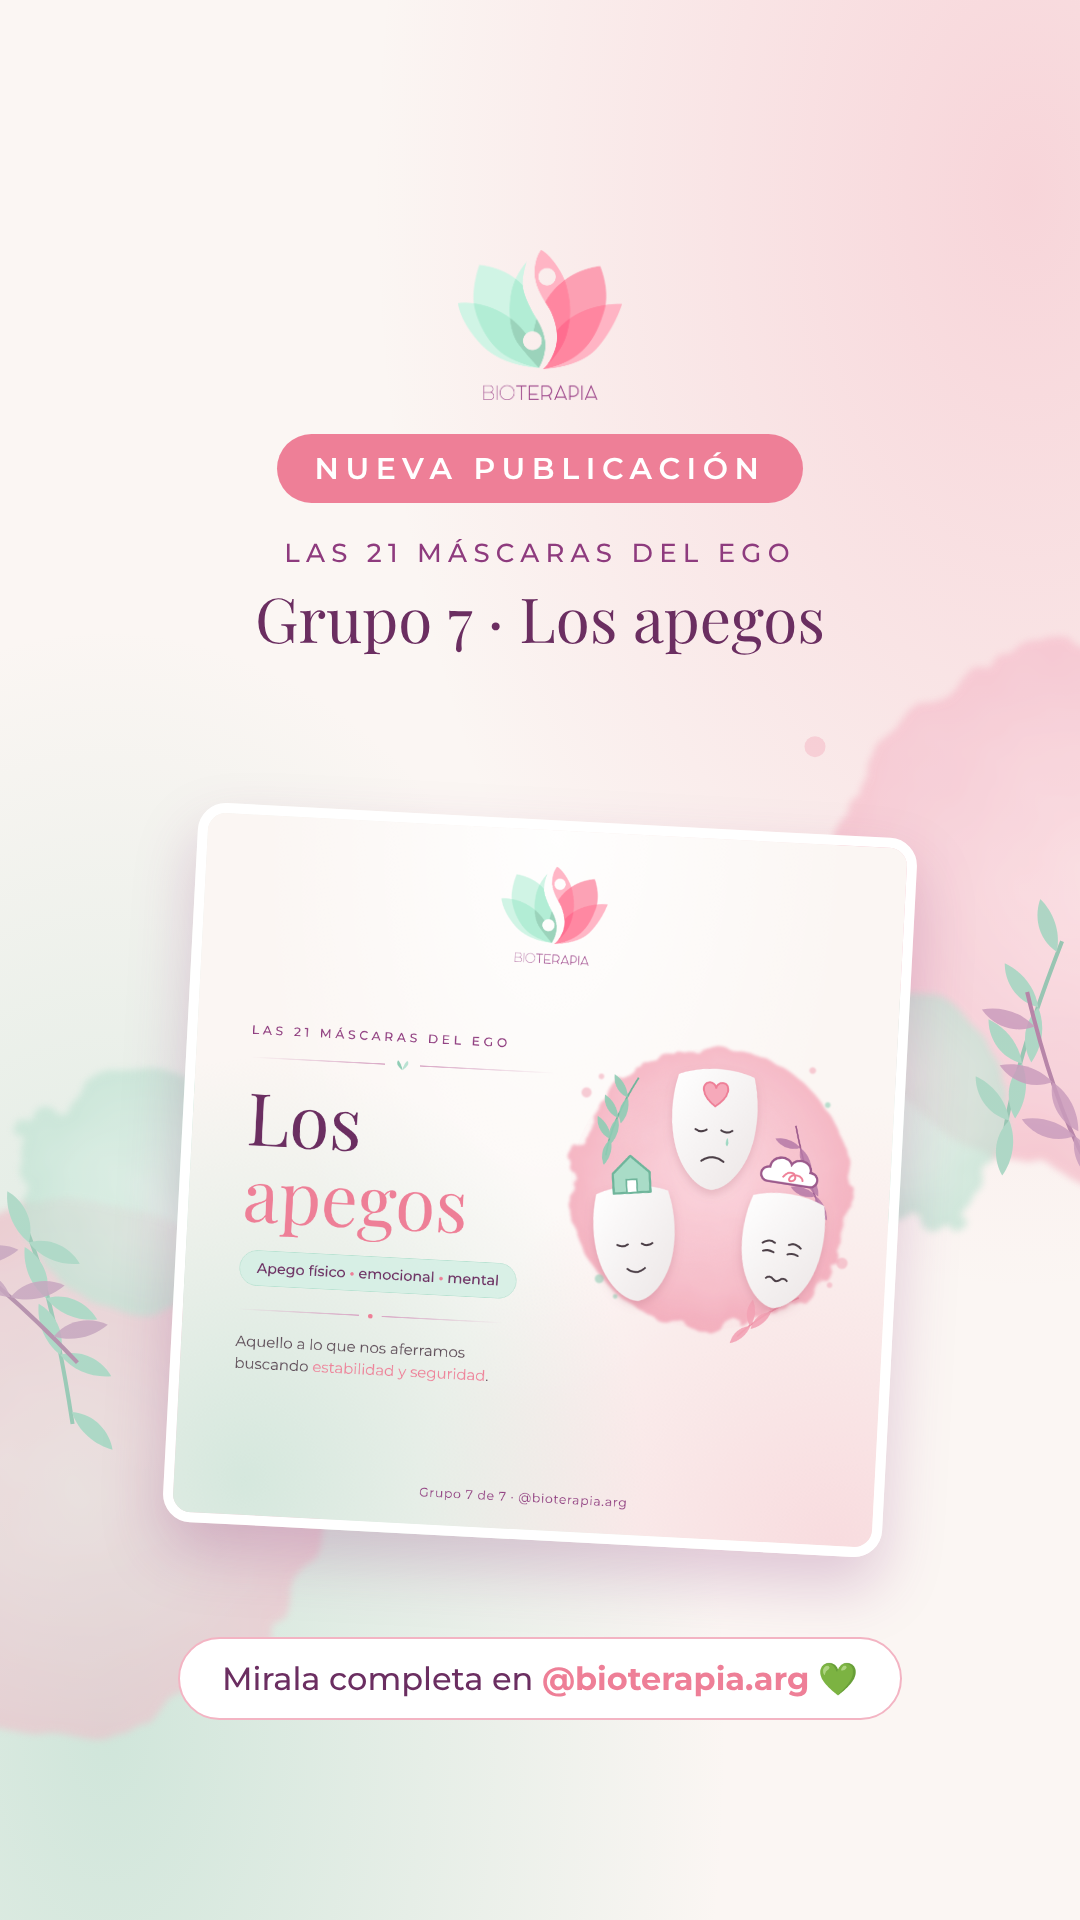 BIOTERAPIA
NUEVA PUBLICACIÓN
LAS 21 MÁSCARAS DEL EGO
Grupo 7 · Los apegos
BIOTERAPIA
LAS 21 MÁSCARAS DEL EGO
Los
apegos
Apego físico • emocional • mental
Aquello a lo que nos aferramos
buscando estabilidad y seguridad.
Grupo 7 de 7 · @bioterapia.arg
Mirala completa en @bioterapia.arg 💚